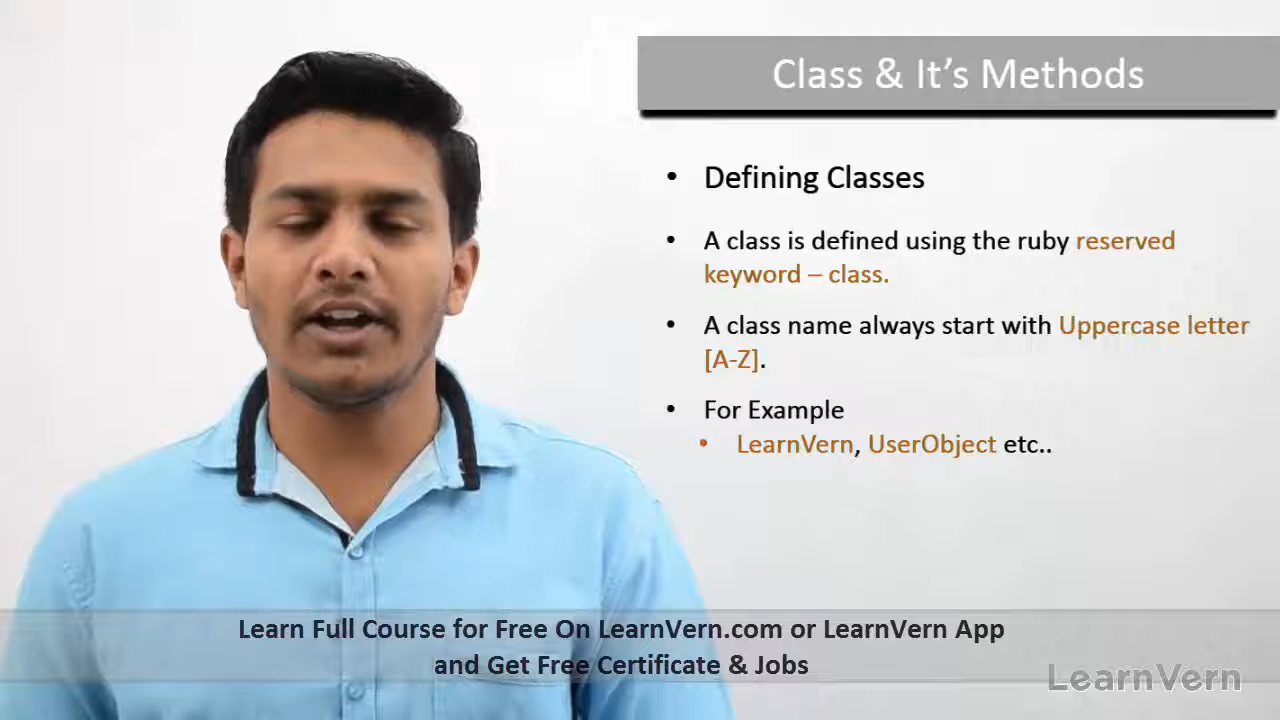 Class & It’s Methods
• Defining Classes
• A class is defined using the ruby reserved
keyword – class.
• A class name always start with Uppercase letter
[A-Z].
• For Example
• LearnVern, UserObject etc..
Learn Full Course for Free On LearnVern.com or LearnVern App
and Get Free Certificate & Jobs
LearnVern